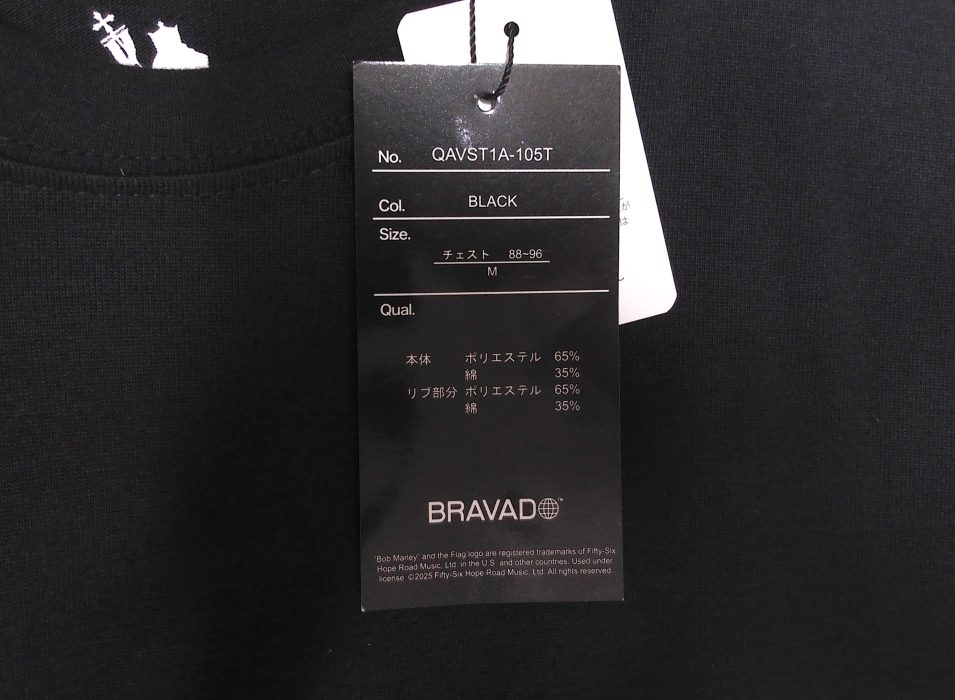 No. QAVST1A-105T
Col. BLACK
Size.
チェスト 88~96
M
Qual.
本体 ポリエステル 65%
綿 35%
リブ部分 ポリエステル 65%
綿 35%
BRAVADO™
"Bob Marley" and the Flag logo are registered trademarks of Fifty-Six
Hope Road Music, Ltd. in the U.S. and other countries. Used under
license. ©2025 Fifty-Six Hope Road Music, Ltd. All rights reserved.
が
は